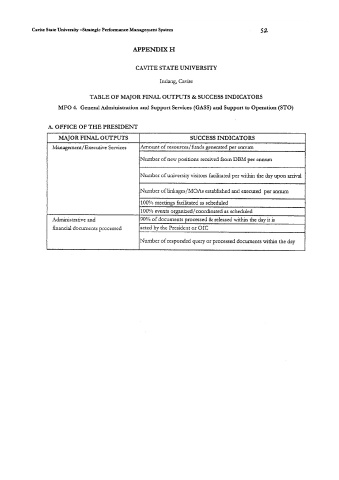 Cavite State University –Strategic Performance Management System
52
APPENDIX H
CAVITE STATE UNIVERSITY
Indang, Cavite
TABLE OF MAJOR FINAL OUTPUTS & SUCCESS INDICATORS
MFO 6. General Administration and Support Services (GASS) and Support to Operation (STO)
A. OFFICE OF THE PRESIDENT
MAJOR FINAL OUTPUTS SUCCESS INDICATORS
Management/Executive Services Amount of resources/funds generated per annum
Number of new positions received from DBM per annum
Number of university visitors facilitated per within the day upon arrival
Number of linkages/MOAs established and executed per annum
100% meetings facilitated as scheduled
100% events organized/coordinated as scheduled
Administrative and 90% of documents processed & released within the day it is
financial documents processed acted by the President or OIC
Number of responded query or processed documents within the day